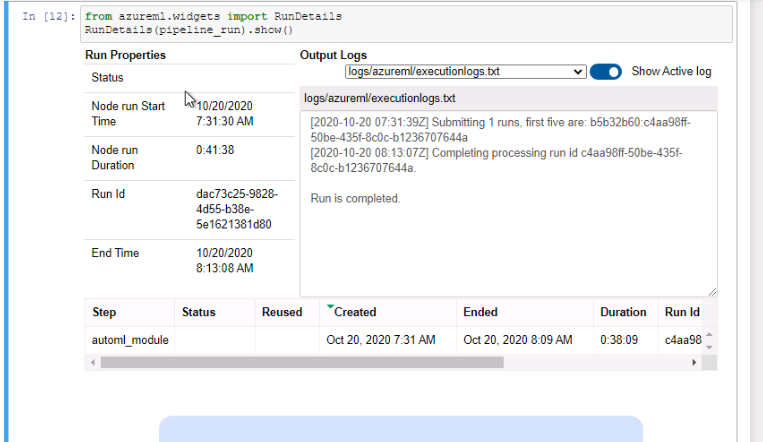 In [12]: from azureml.widgets import RunDetails
RunDetails(pipeline_run).show()
Run Properties
Status
Node run Start
Time
10/20/2020
7:31:30 AM
Node run
Duration
0:41:38
Run Id
dac73c25-9828-
4d55-b38e-
5e1621381d80
End Time
10/20/2020
8:13:08 AM
Output Logs
logs/azureml/executionlogs.txt
Show Active log
logs/azureml/executionlogs.txt
[2020-10-20 07:31:39Z] Submitting 1 runs, first five are: b5b32b60:c4aa98ff-
50be-435f-8c0c-b1236707644a
[2020-10-20 08:13:07Z] Completing processing run id c4aa98ff-50be-435f-
8c0c-b1236707644a.
Run is completed.
Step Status Reused Created Ended Duration Run Id
automl_module Oct 20, 2020 7:31 AM Oct 20, 2020 8:09 AM 0:38:09 c4aa98